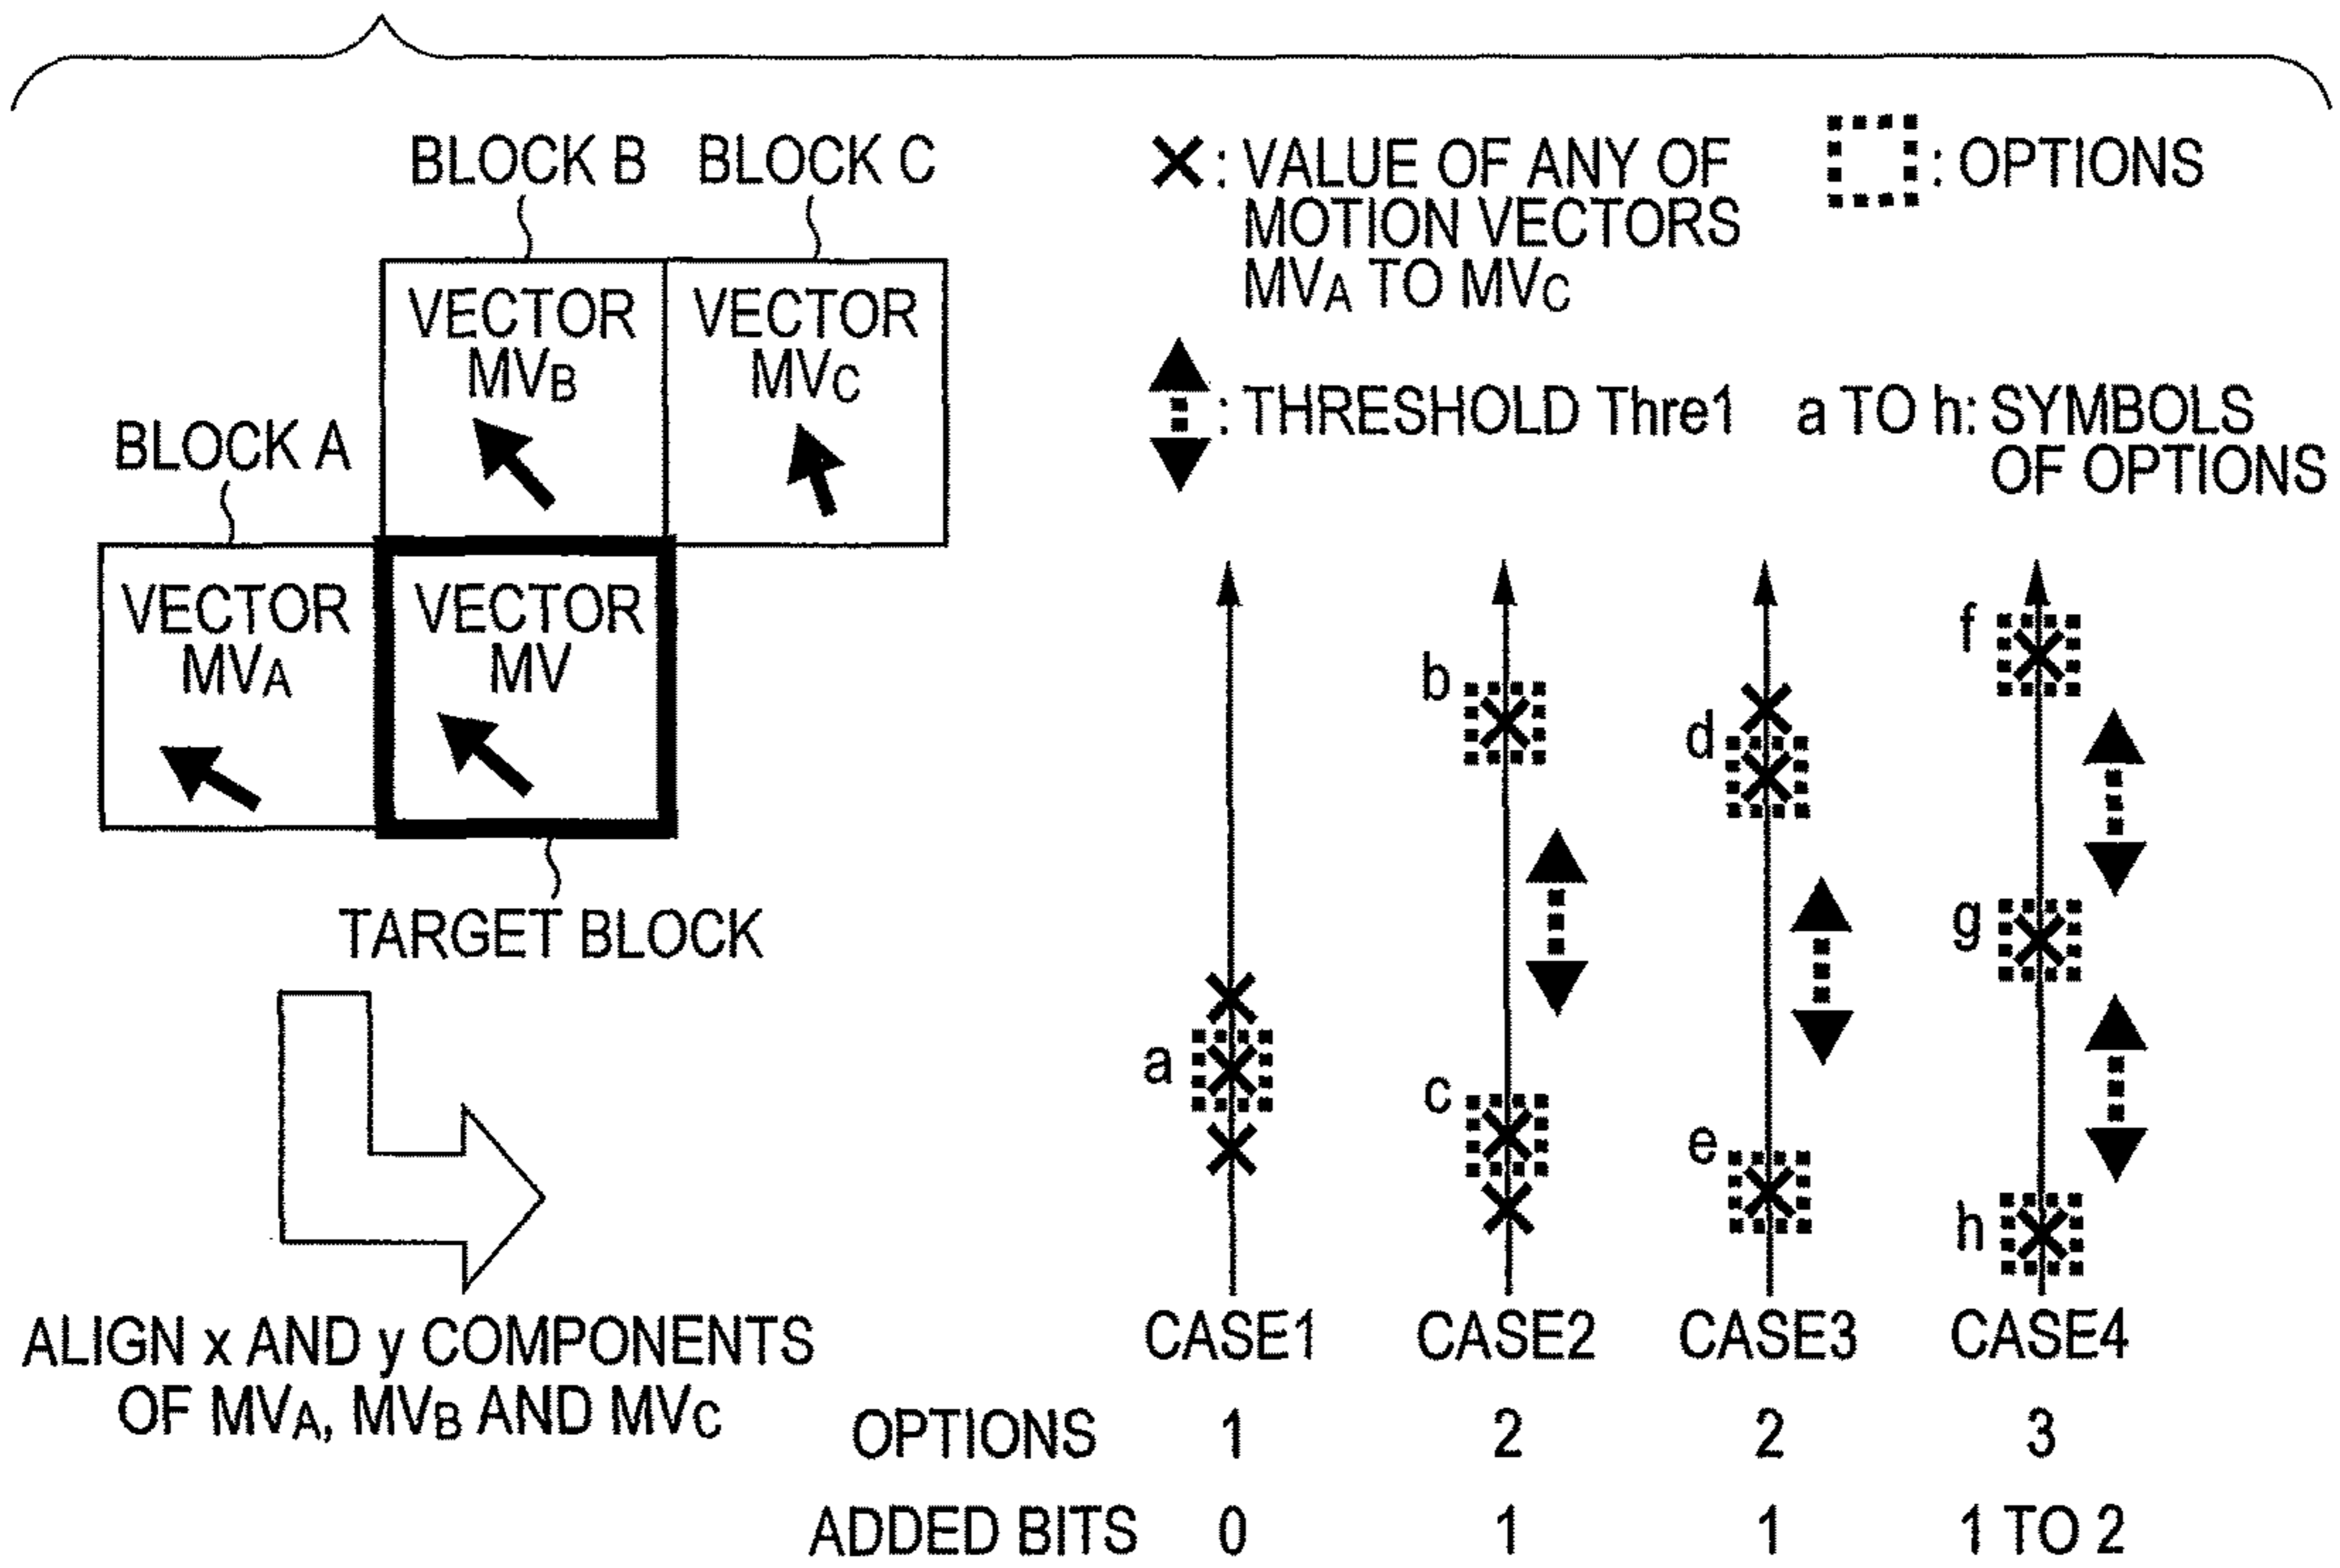 BLOCK B
BLOCK C
VECTOR
MVB
VECTOR
MVC
BLOCK A
VECTOR
MVA
VECTOR
MV
TARGET BLOCK
ALIGN x AND y COMPONENTS
OF MVA, MVB AND MVC
: VALUE OF ANY OF
MOTION VECTORS
MVA TO MVC
: OPTIONS
: THRESHOLD Thre1
a TO h: SYMBOLS
OF OPTIONS
a
b
c
d
e
f
g
h
CASE1 CASE2 CASE3 CASE4
OPTIONS 1 2 2 3
ADDED BITS 0 1 1 1 TO 2